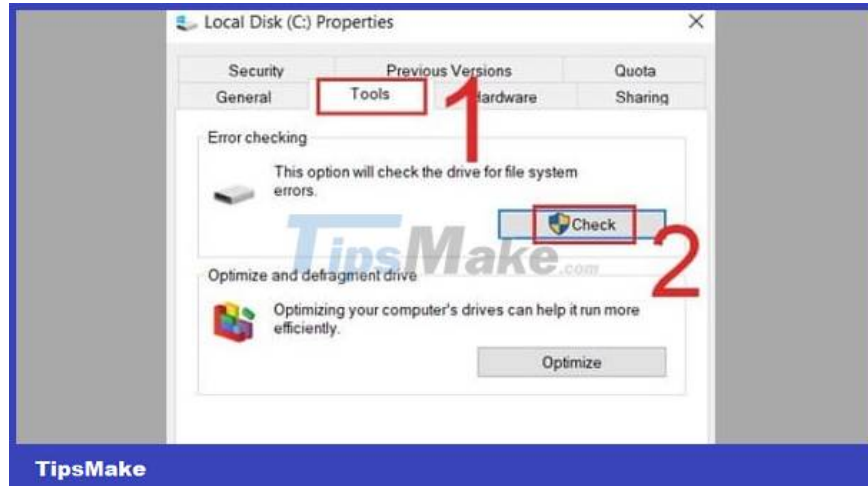 Local Disk (C:) Properties
Security Previous Versions Quota
General Tools Hardware Sharing
1
Error checking
This option will check the drive for file system
errors.
Check
2
TipsMake.com
Optimize and defragment drive
Optimizing your computer's drives can help it run more
efficiently.
Optimize
TipsMake